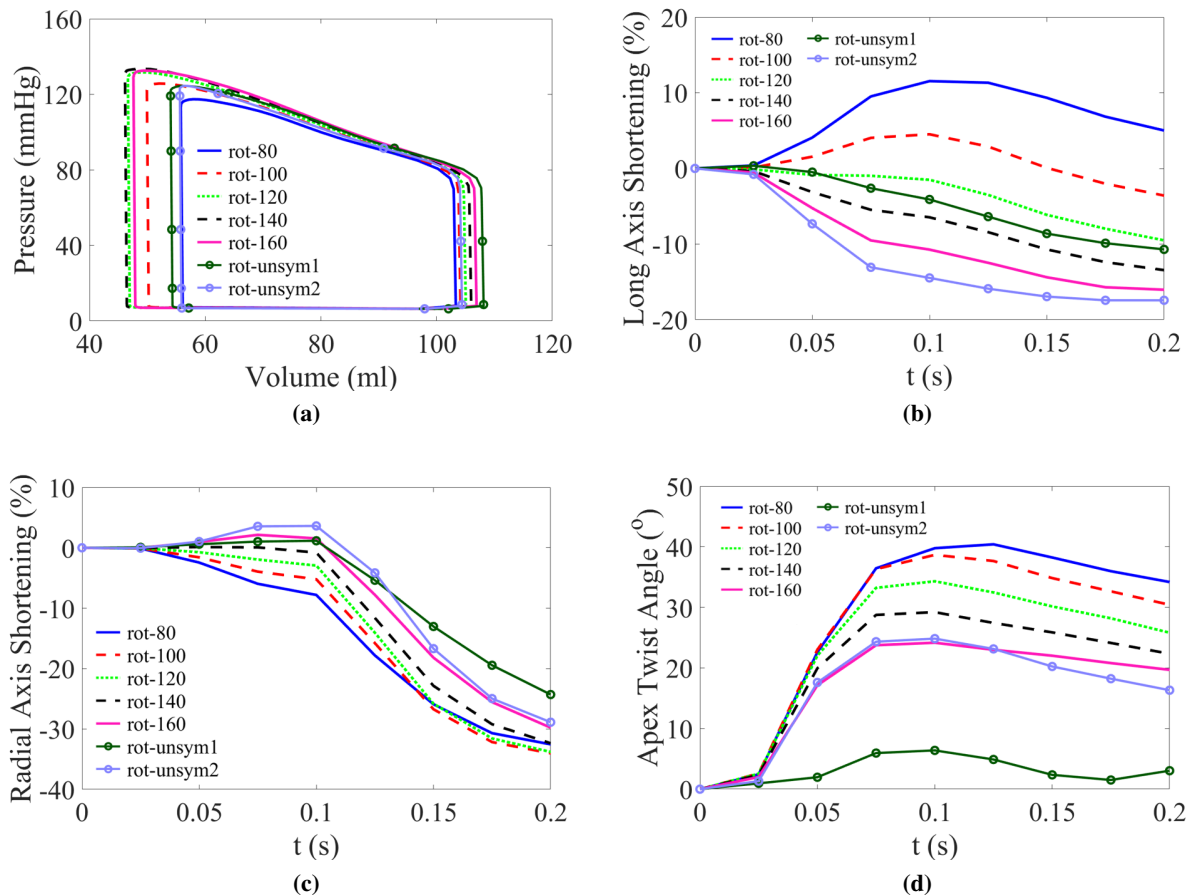 160
120
80
40
0
40
60
80
100
120
Pressure (mmHg)
Volume (ml)
rot-80
rot-100
rot-120
rot-140
rot-160
rot-unsym1
rot-unsym2
(a)
20
10
0
-10
-20
0
0.05
0.1
0.15
0.2
Long Axis Shortening (%)
t (s)
rot-80
rot-100
rot-120
rot-140
rot-160
rot-unsym1
rot-unsym2
(b)
10
0
-10
-20
-30
-40
0
0.05
0.1
0.15
0.2
Radial Axis Shortening (%)
t (s)
rot-80
rot-100
rot-120
rot-140
rot-160
rot-unsym1
rot-unsym2
(c)
50
40
30
20
10
0
0
0.05
0.1
0.15
0.2
Apex Twist Angle (°)
t (s)
rot-80
rot-100
rot-120
rot-140
rot-160
rot-unsym1
rot-unsym2
(d)